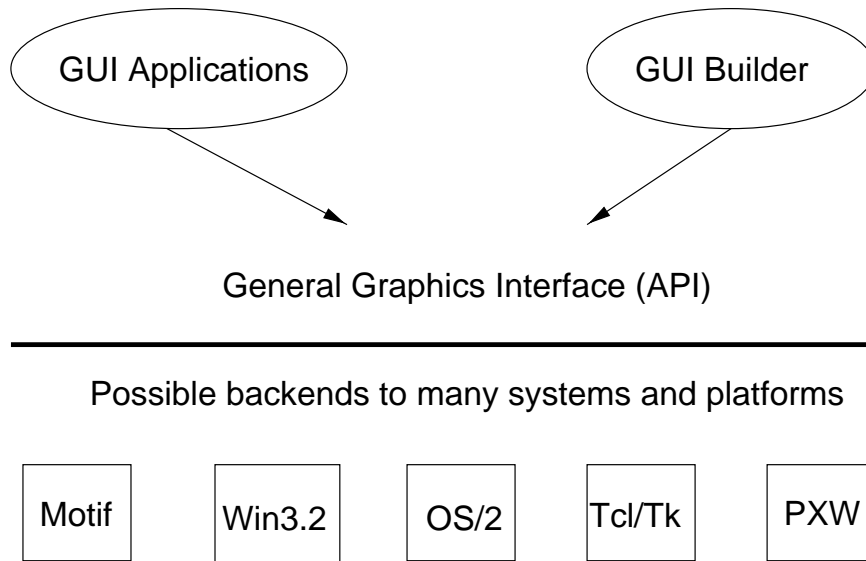 GUI Applications
GUI Builder
General Graphics Interface (API)
Possible backends to many systems and platforms
Motif
Win3.2
OS/2
Tcl/Tk
PXW